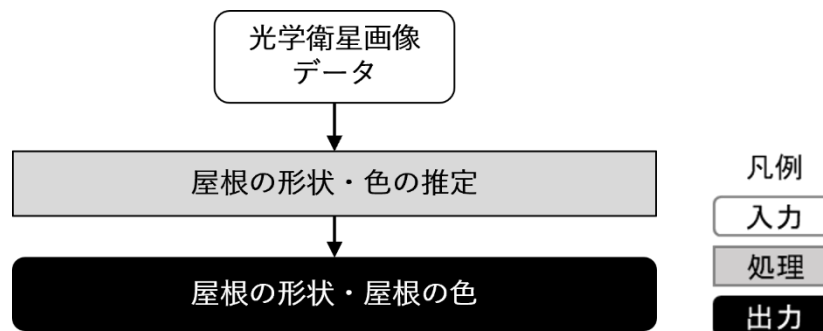 光学衛星画像
データ
屋根の形状・色の推定
屋根の形状・屋根の色
凡例
入力
処理
出力